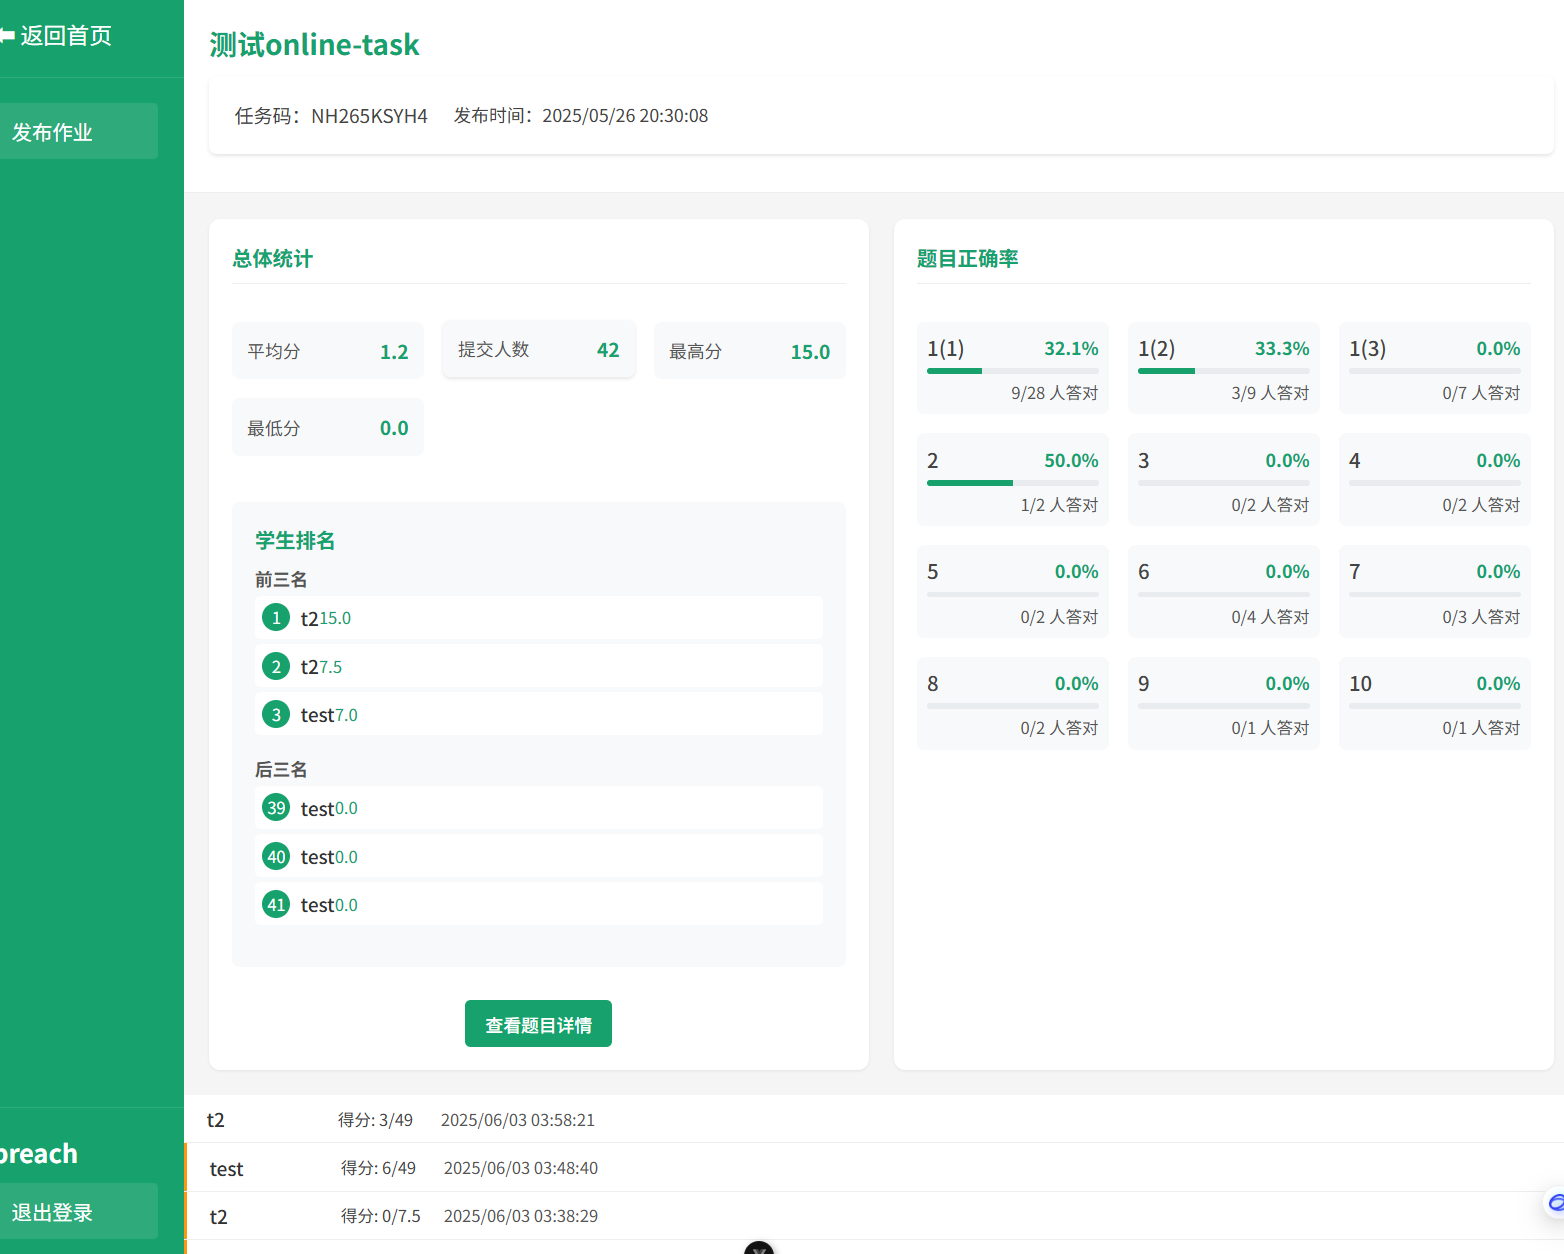 返回首页
发布作业
breach
退出登录
测试online-task
任务码：NH265KSYH4 发布时间：2025/05/26 20:30:08
总体统计
平均分 1.2
提交人数 42
最高分 15.0
最低分 0.0
学生排名
前三名
1 t2 15.0
2 t2 7.5
3 test 7.0
后三名
39 test 0.0
40 test 0.0
41 test 0.0
查看题目详情
题目正确率
1(1) 32.1%
9/28 人答对
1(2) 33.3%
3/9 人答对
1(3) 0.0%
0/7 人答对
2 50.0%
1/2 人答对
3 0.0%
0/2 人答对
4 0.0%
0/2 人答对
5 0.0%
0/2 人答对
6 0.0%
0/4 人答对
7 0.0%
0/3 人答对
8 0.0%
0/2 人答对
9 0.0%
0/1 人答对
10 0.0%
0/1 人答对
t2 得分: 3/49 2025/06/03 03:58:21
test 得分: 6/49 2025/06/03 03:48:40
t2 得分: 0/7.5 2025/06/03 03:38:29